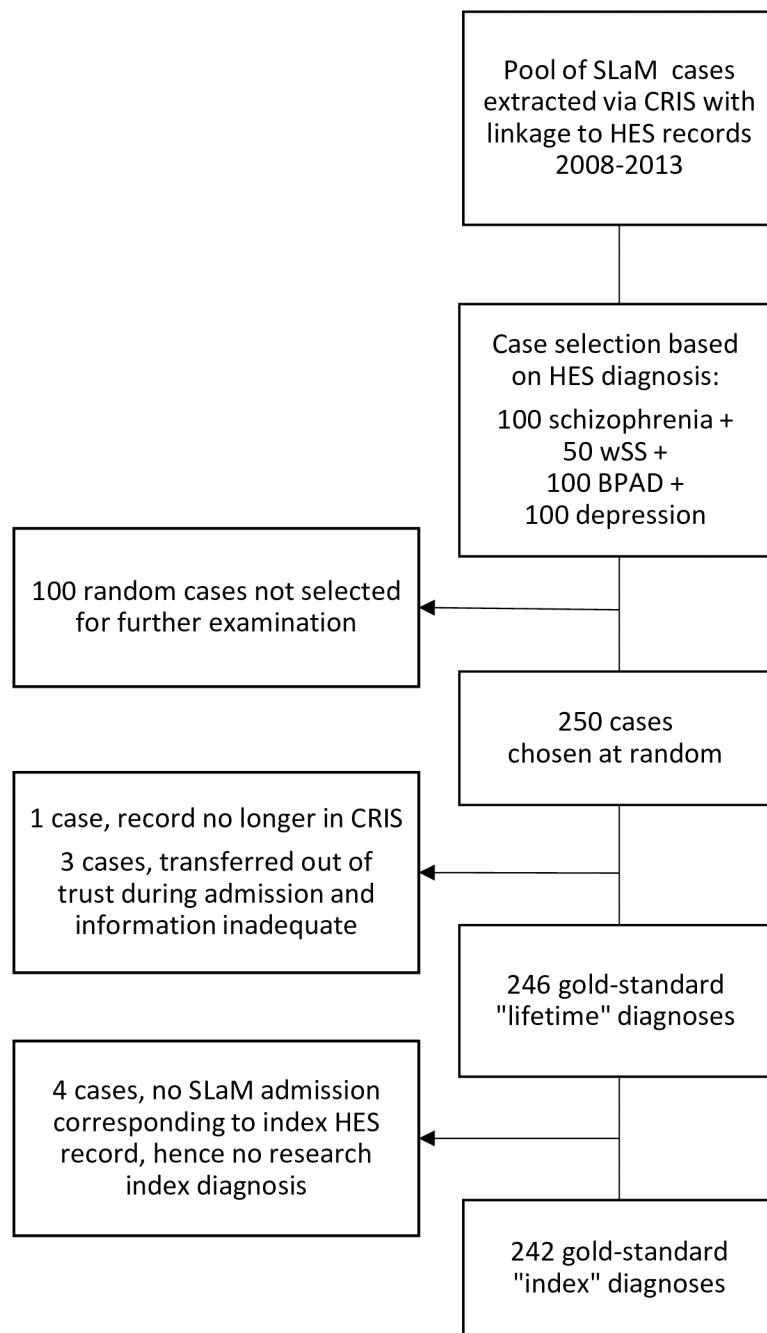 Pool of SLaM cases
extracted via CRIS with
linkage to HES records
2008-2013
Case selection based
on HES diagnosis:
100 schizophrenia +
50 wSS +
100 BPAD +
100 depression
100 random cases not selected
for further examination
250 cases
chosen at random
1 case, record no longer in CRIS
3 cases, transferred out of
trust during admission and
information inadequate
246 gold-standard
"lifetime" diagnoses
4 cases, no SLaM admission
corresponding to index HES
record, hence no research
index diagnosis
242 gold-standard
"index" diagnoses